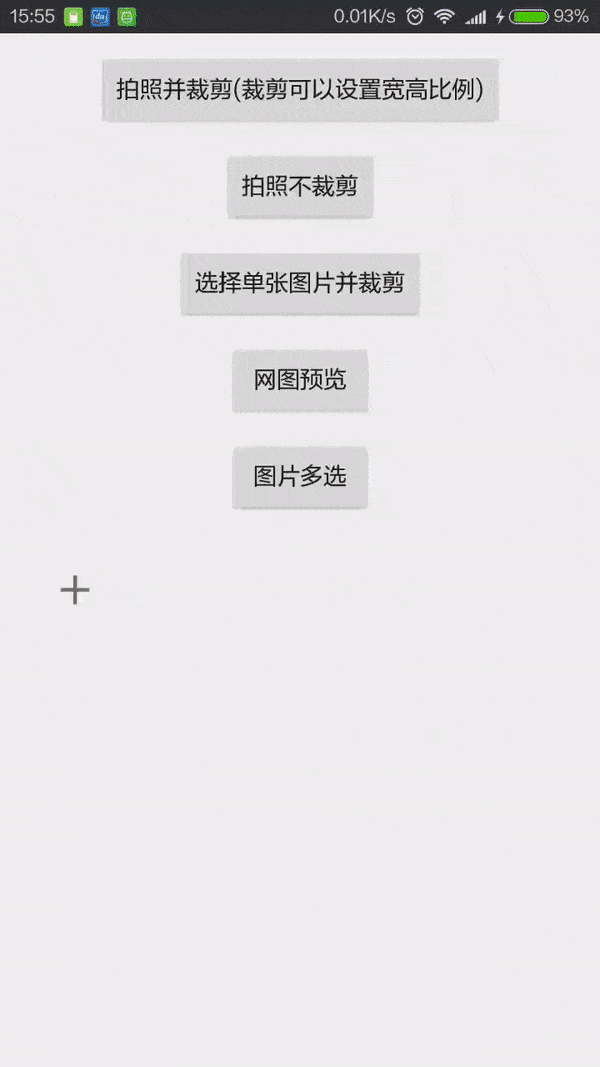 15:55 0.01K/s 93%
拍照并裁剪(裁剪可以设置宽高比例)
拍照不裁剪
选择单张图片并裁剪
网图预览
图片多选